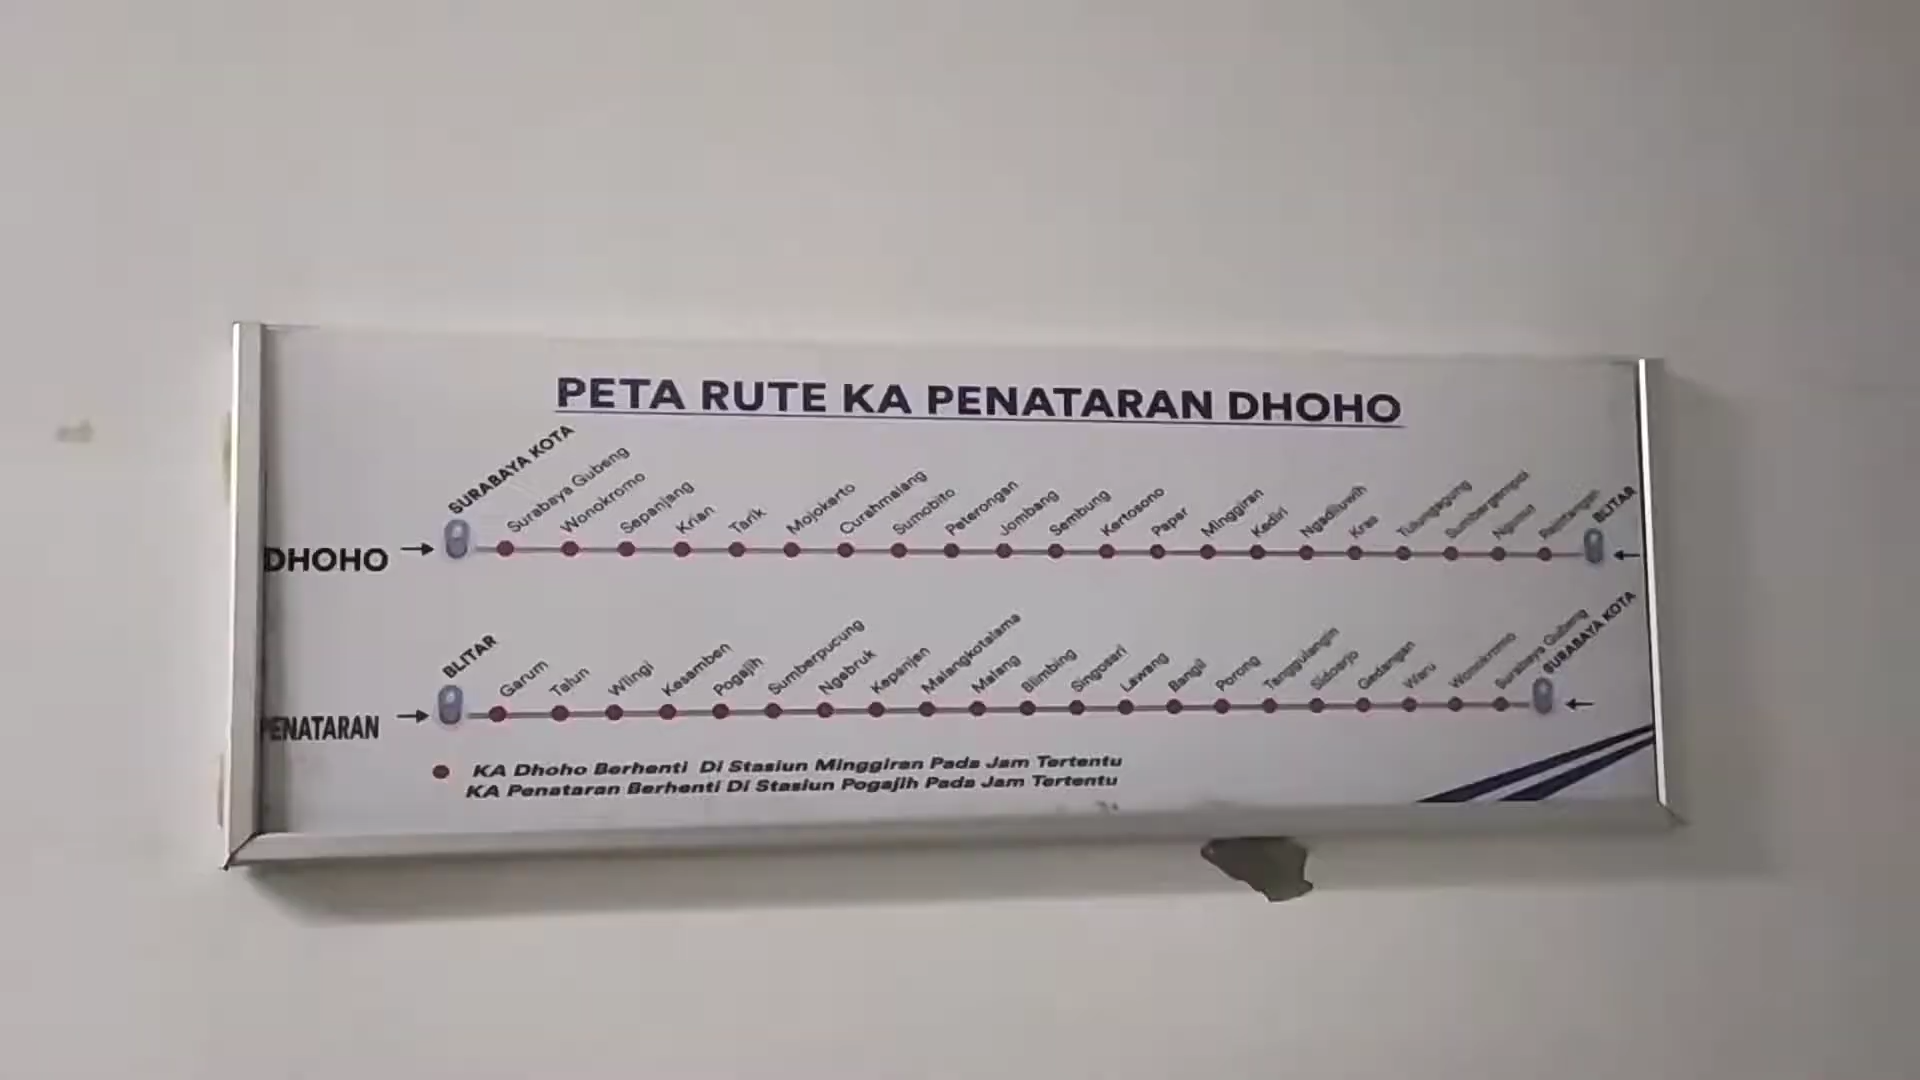 PETA RUTE KA PENATARAN DHOHO
DHOHO
SURABAYA KOTA
Surabaya Gubeng
Wonokromo
Sepanjang
Krian
Tarik
Mojokarto
Curahmalang
Sumobito
Peterongan
Jombang
Sembung
Kertosono
Papar
Minggiran
Kediri
Ngadiluwih
Kras
Tulungagung
Sumbergempol
Ngunut
Rejotangan
BLITAR
PENATARAN
BLITAR
Garum
Talun
Wlingi
Kesamben
Pogajih
Sumberpucung
Ngebruk
Kepanjen
Malangkotalama
Malang
Blimbing
Singosari
Lawang
Bangil
Porong
Tanggulangin
Sidoarjo
Gedangan
Waru
Wonokromo
Surabaya Gubeng
SURABAYA KOTA
KA Dhoho Berhenti Di Stasiun Minggiran Pada Jam Tertentu
KA Penataran Berhenti Di Stasiun Pogajih Pada Jam Tertentu